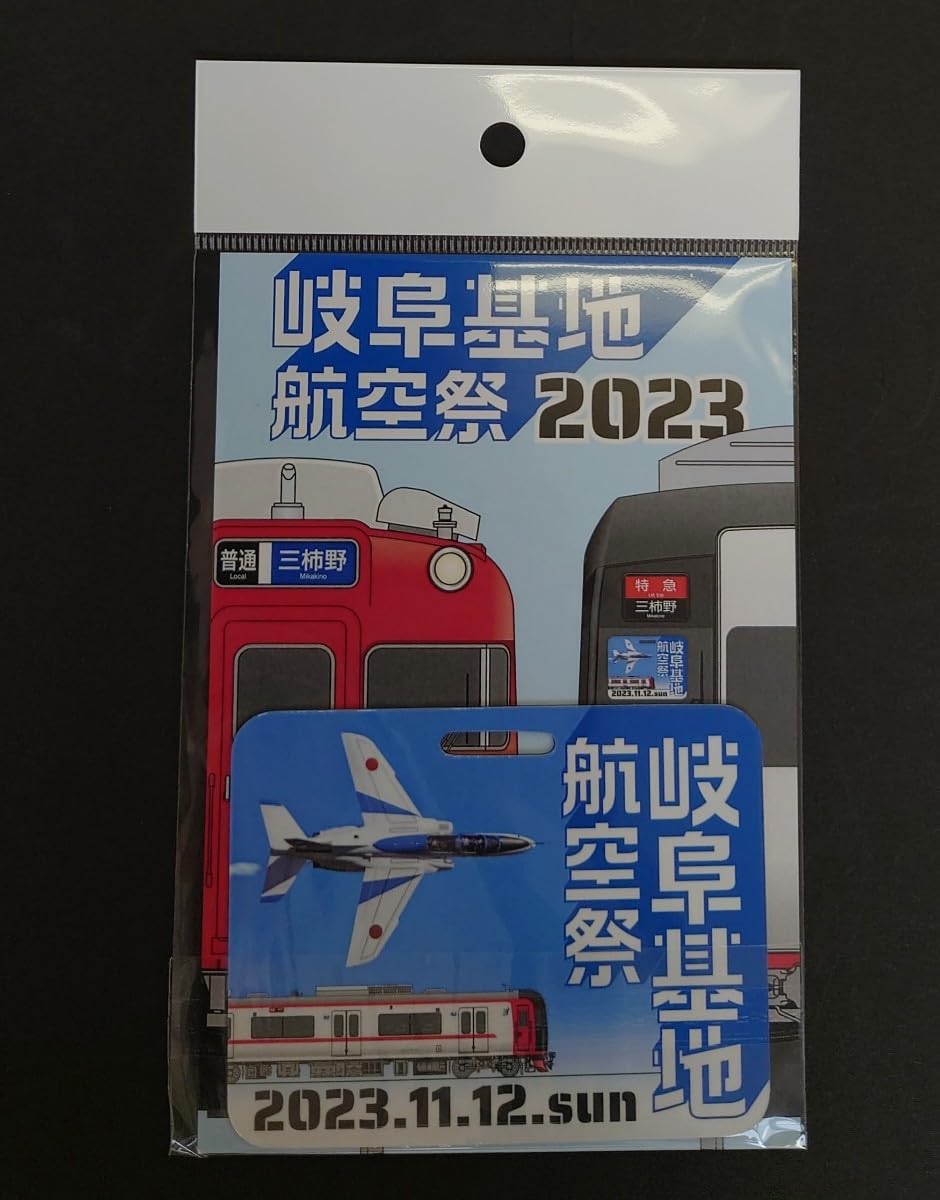 岐阜基地
航空祭 2023
普通 三柿野
Local Mikakino
特急
三柿野
Mikakino
岐阜基地
航空祭
2023.11.12.sun
岐阜基地
航空祭
2023.11.12.sun